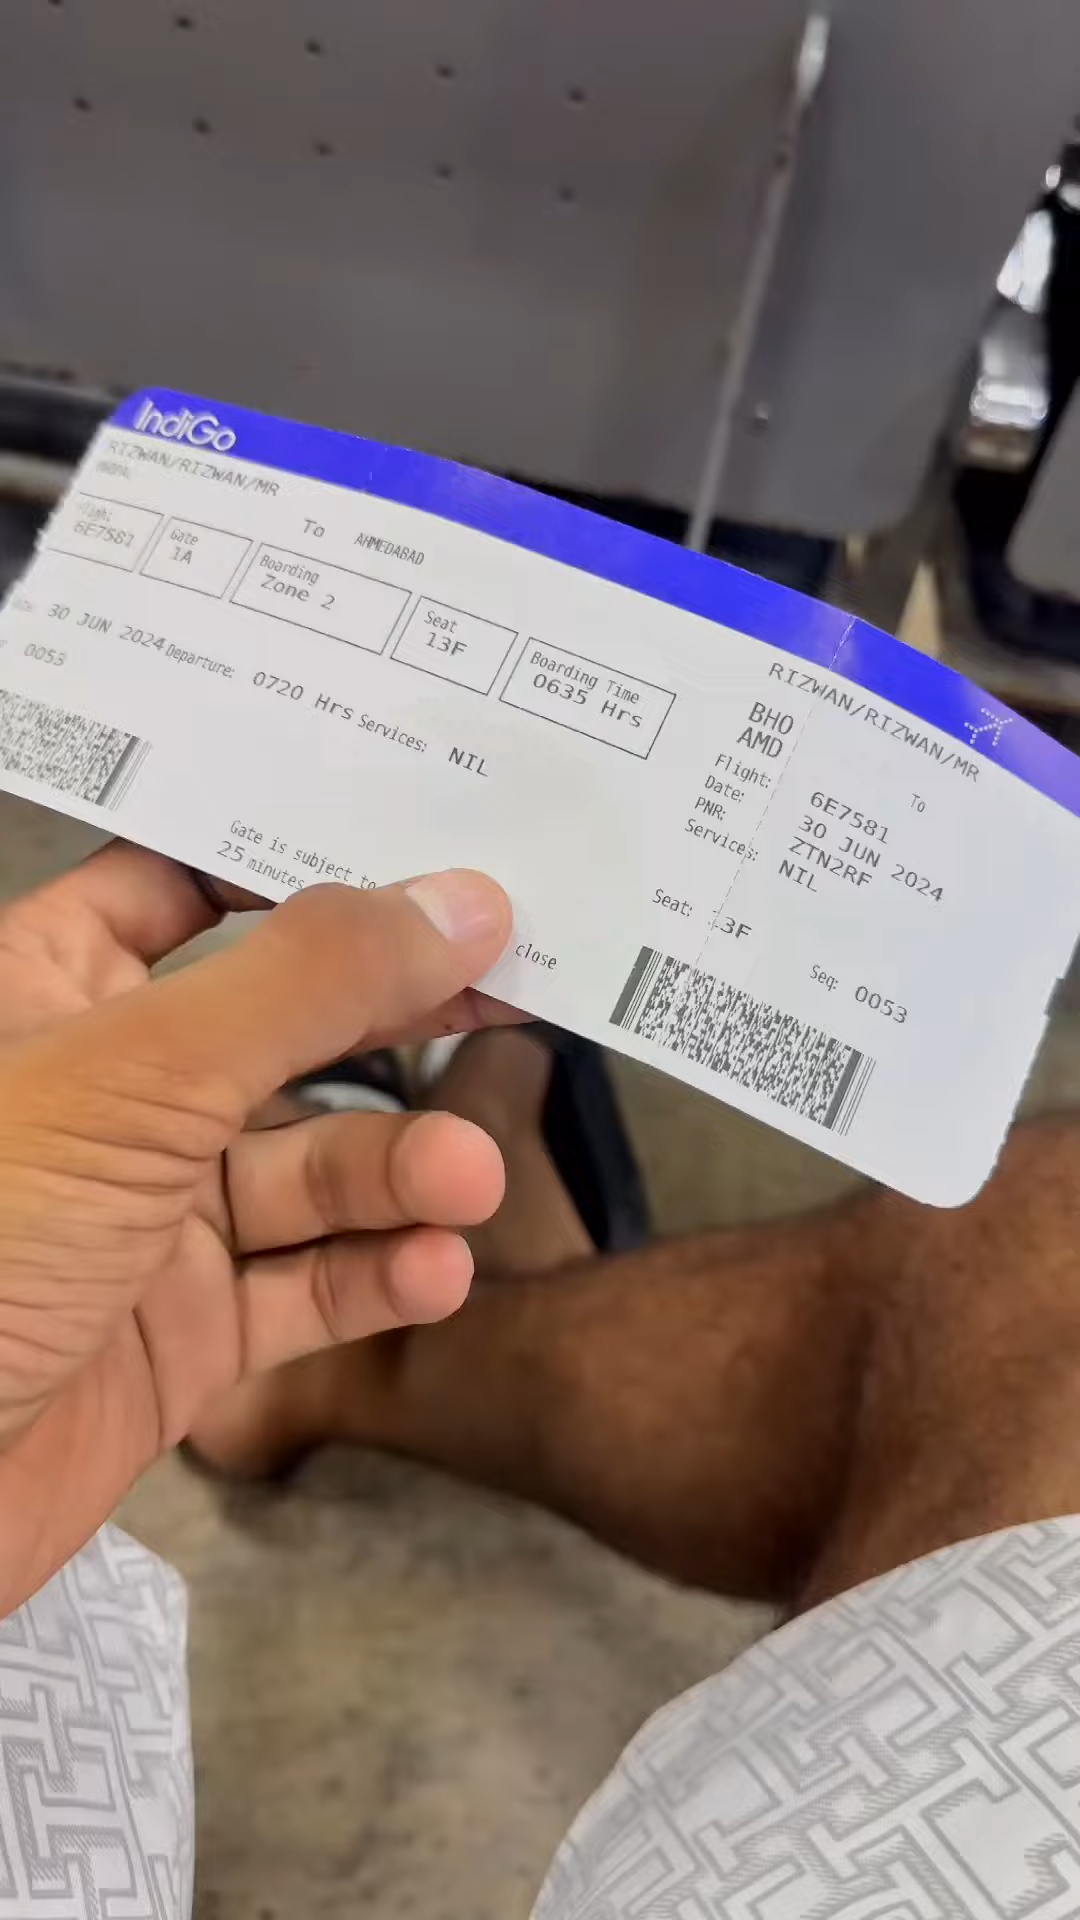 IndiGo
RIZWAN/RIZWAN/MR
To AHMEDABAD
Flight: 6E7581
Gate 1A
Boarding Zone 2
Seat 13F
Boarding Time 0635 Hrs
30 JUN 2024 Departure: 0720 Hrs Services: NIL
0053
Gate is subject to
25 minutes
close
RIZWAN/RIZWAN/MR
BHO To
AMD
Flight: 6E7581
Date: 30 JUN 2024
PNR: ZTN2RF
Services: NIL
Seat: 13F
Seq: 0053